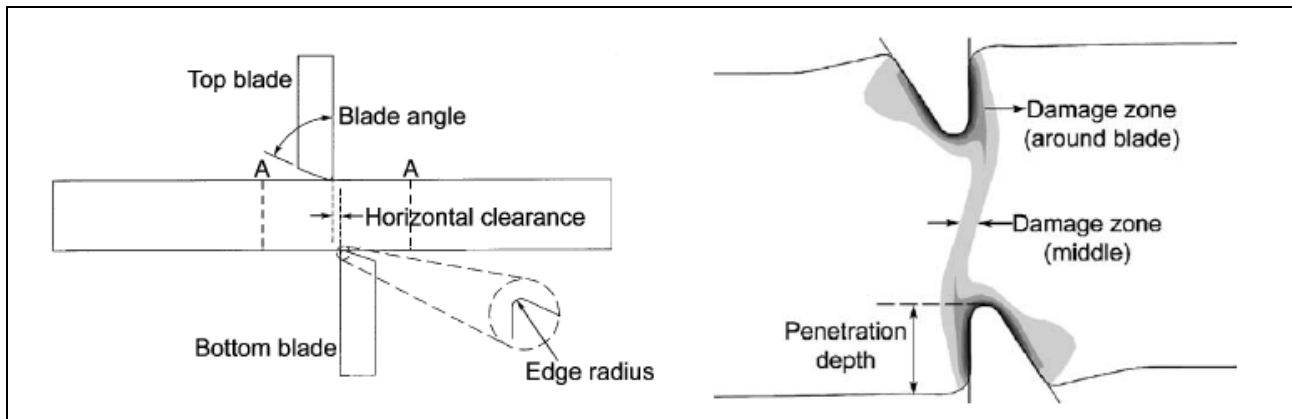 Top blade
Blade angle
A
A
Horizontal clearance
Bottom blade
Edge radius
Damage zone
(around blade)
Damage zone
(middle)
Penetration
depth